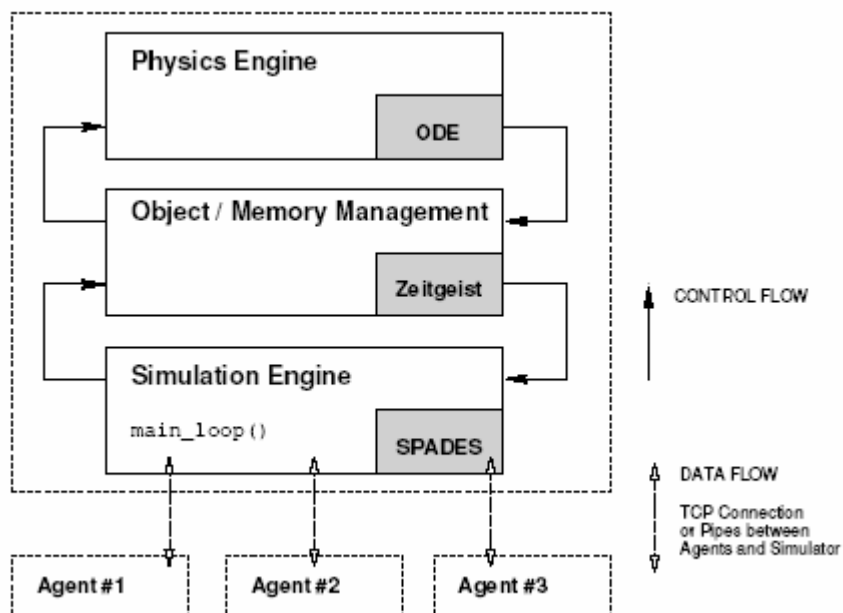 Physics Engine
ODE
Object / Memory Management
Zeitgeist
Simulation Engine
main_loop()
SPADES
CONTROL FLOW
DATA FLOW
TCP Connection
or Pipes between
Agents and Simulator
Agent #1
Agent #2
Agent #3